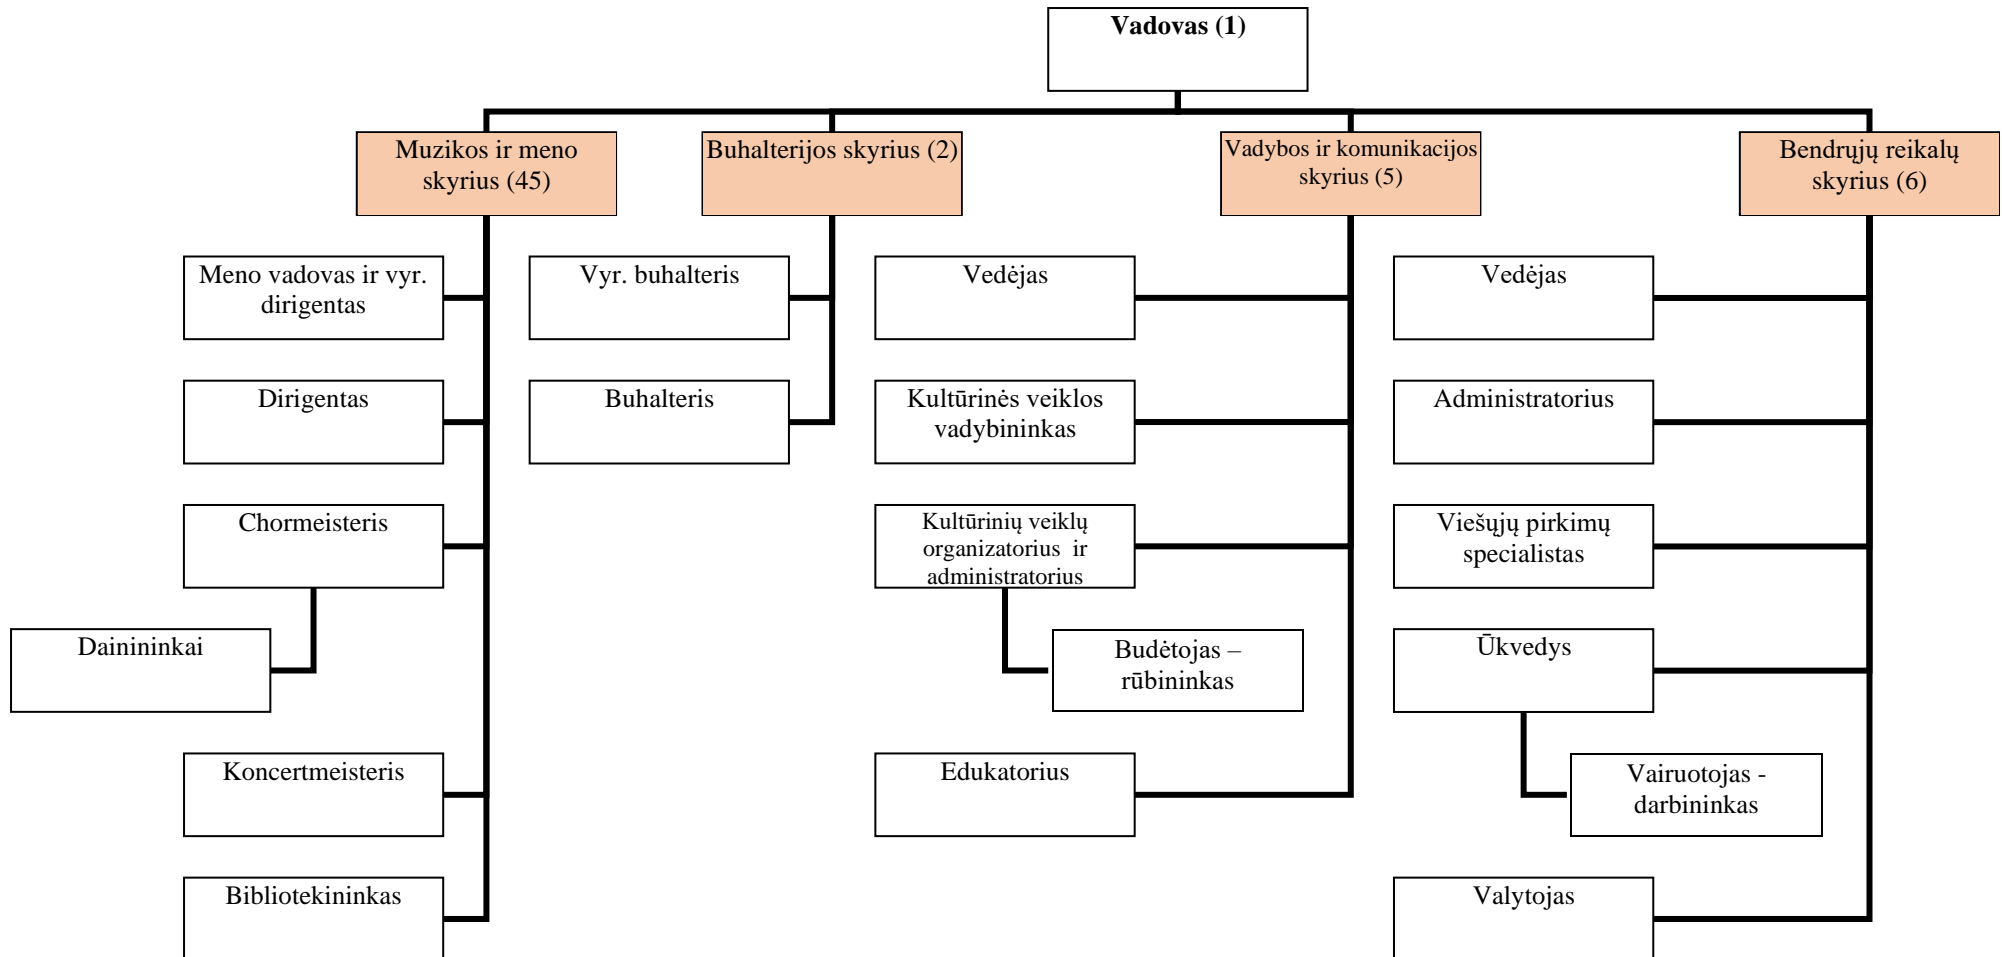 Vadovas (1)
Muzikos ir meno
skyrius (45)
Buhalterijos skyrius (2)
Vadybos ir komunikacijos
skyrius (5)
Bendrųjų reikalų
skyrius (6)
Meno vadovas ir vyr.
dirigentas
Dirigentas
Chormeisteris
Dainininkai
Koncertmeisteris
Bibliotekininkas
Vyr. buhalteris
Buhalteris
Vedėjas
Kultūrinės veiklos
vadybininkas
Kultūrinių veiklų
organizatorius ir
administratorius
Budėtojas –
rūbininkas
Edukatorius
Vedėjas
Administratorius
Viešųjų pirkimų
specialistas
Ūkvedys
Vairuotojas -
darbininkas
Valytojas